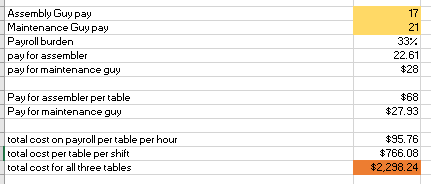 Assembly Guy pay 17
Maintenance Guy pay 21
Payroll burden 33%
pay for assembler 22.61
pay for maintenance guy $28
Pay for assembler per table $68
Pay for maintenance guy $27.93
total cost on payroll per table per hour $95.76
total ocst per table per shift $766.08
total cost for all three tables $2,298.24